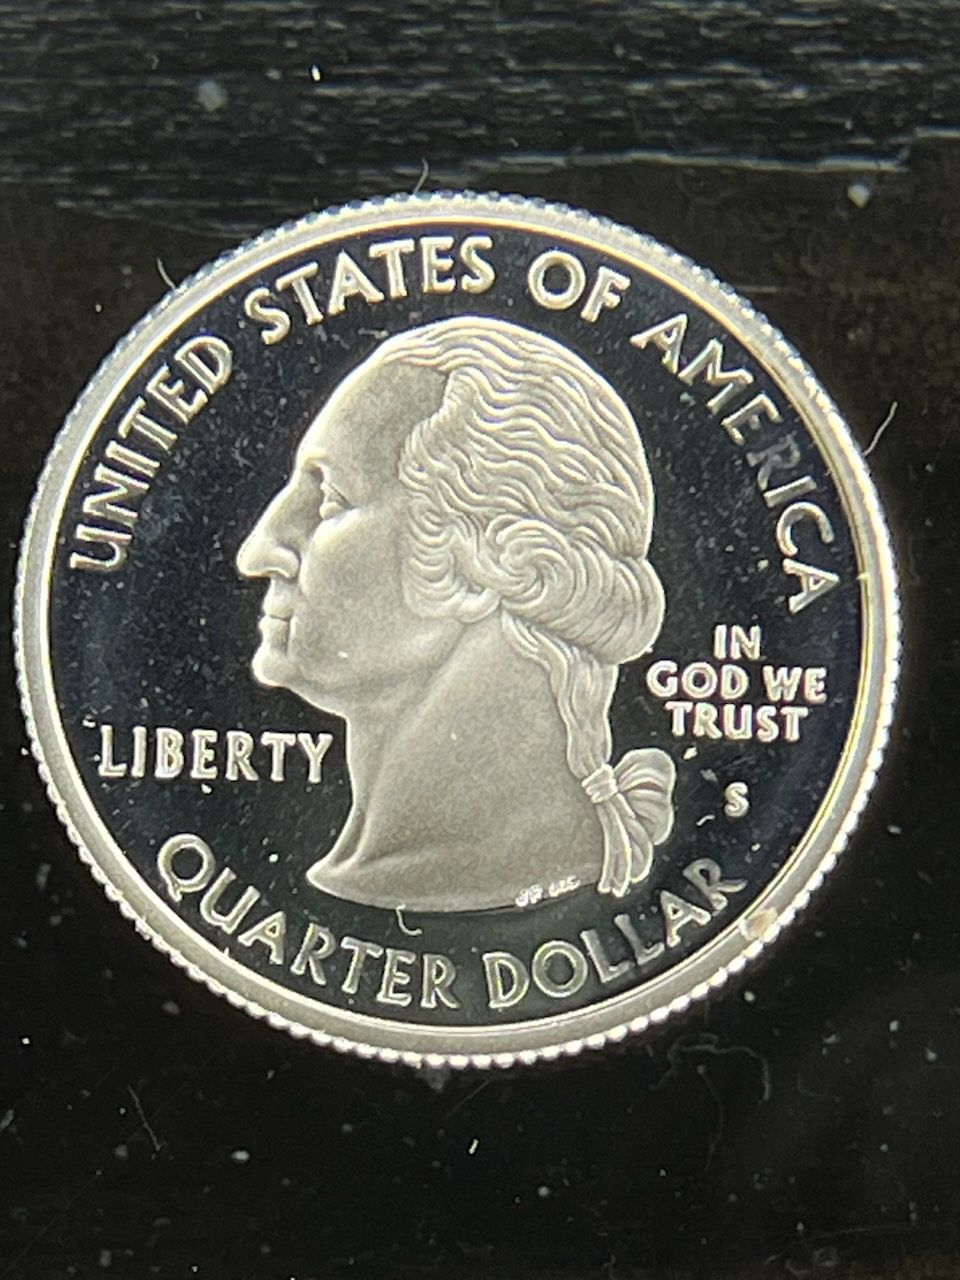 UNITED STATES OF AMERICA
IN
GOD WE
TRUST
LIBERTY
S
QUARTER DOLLAR